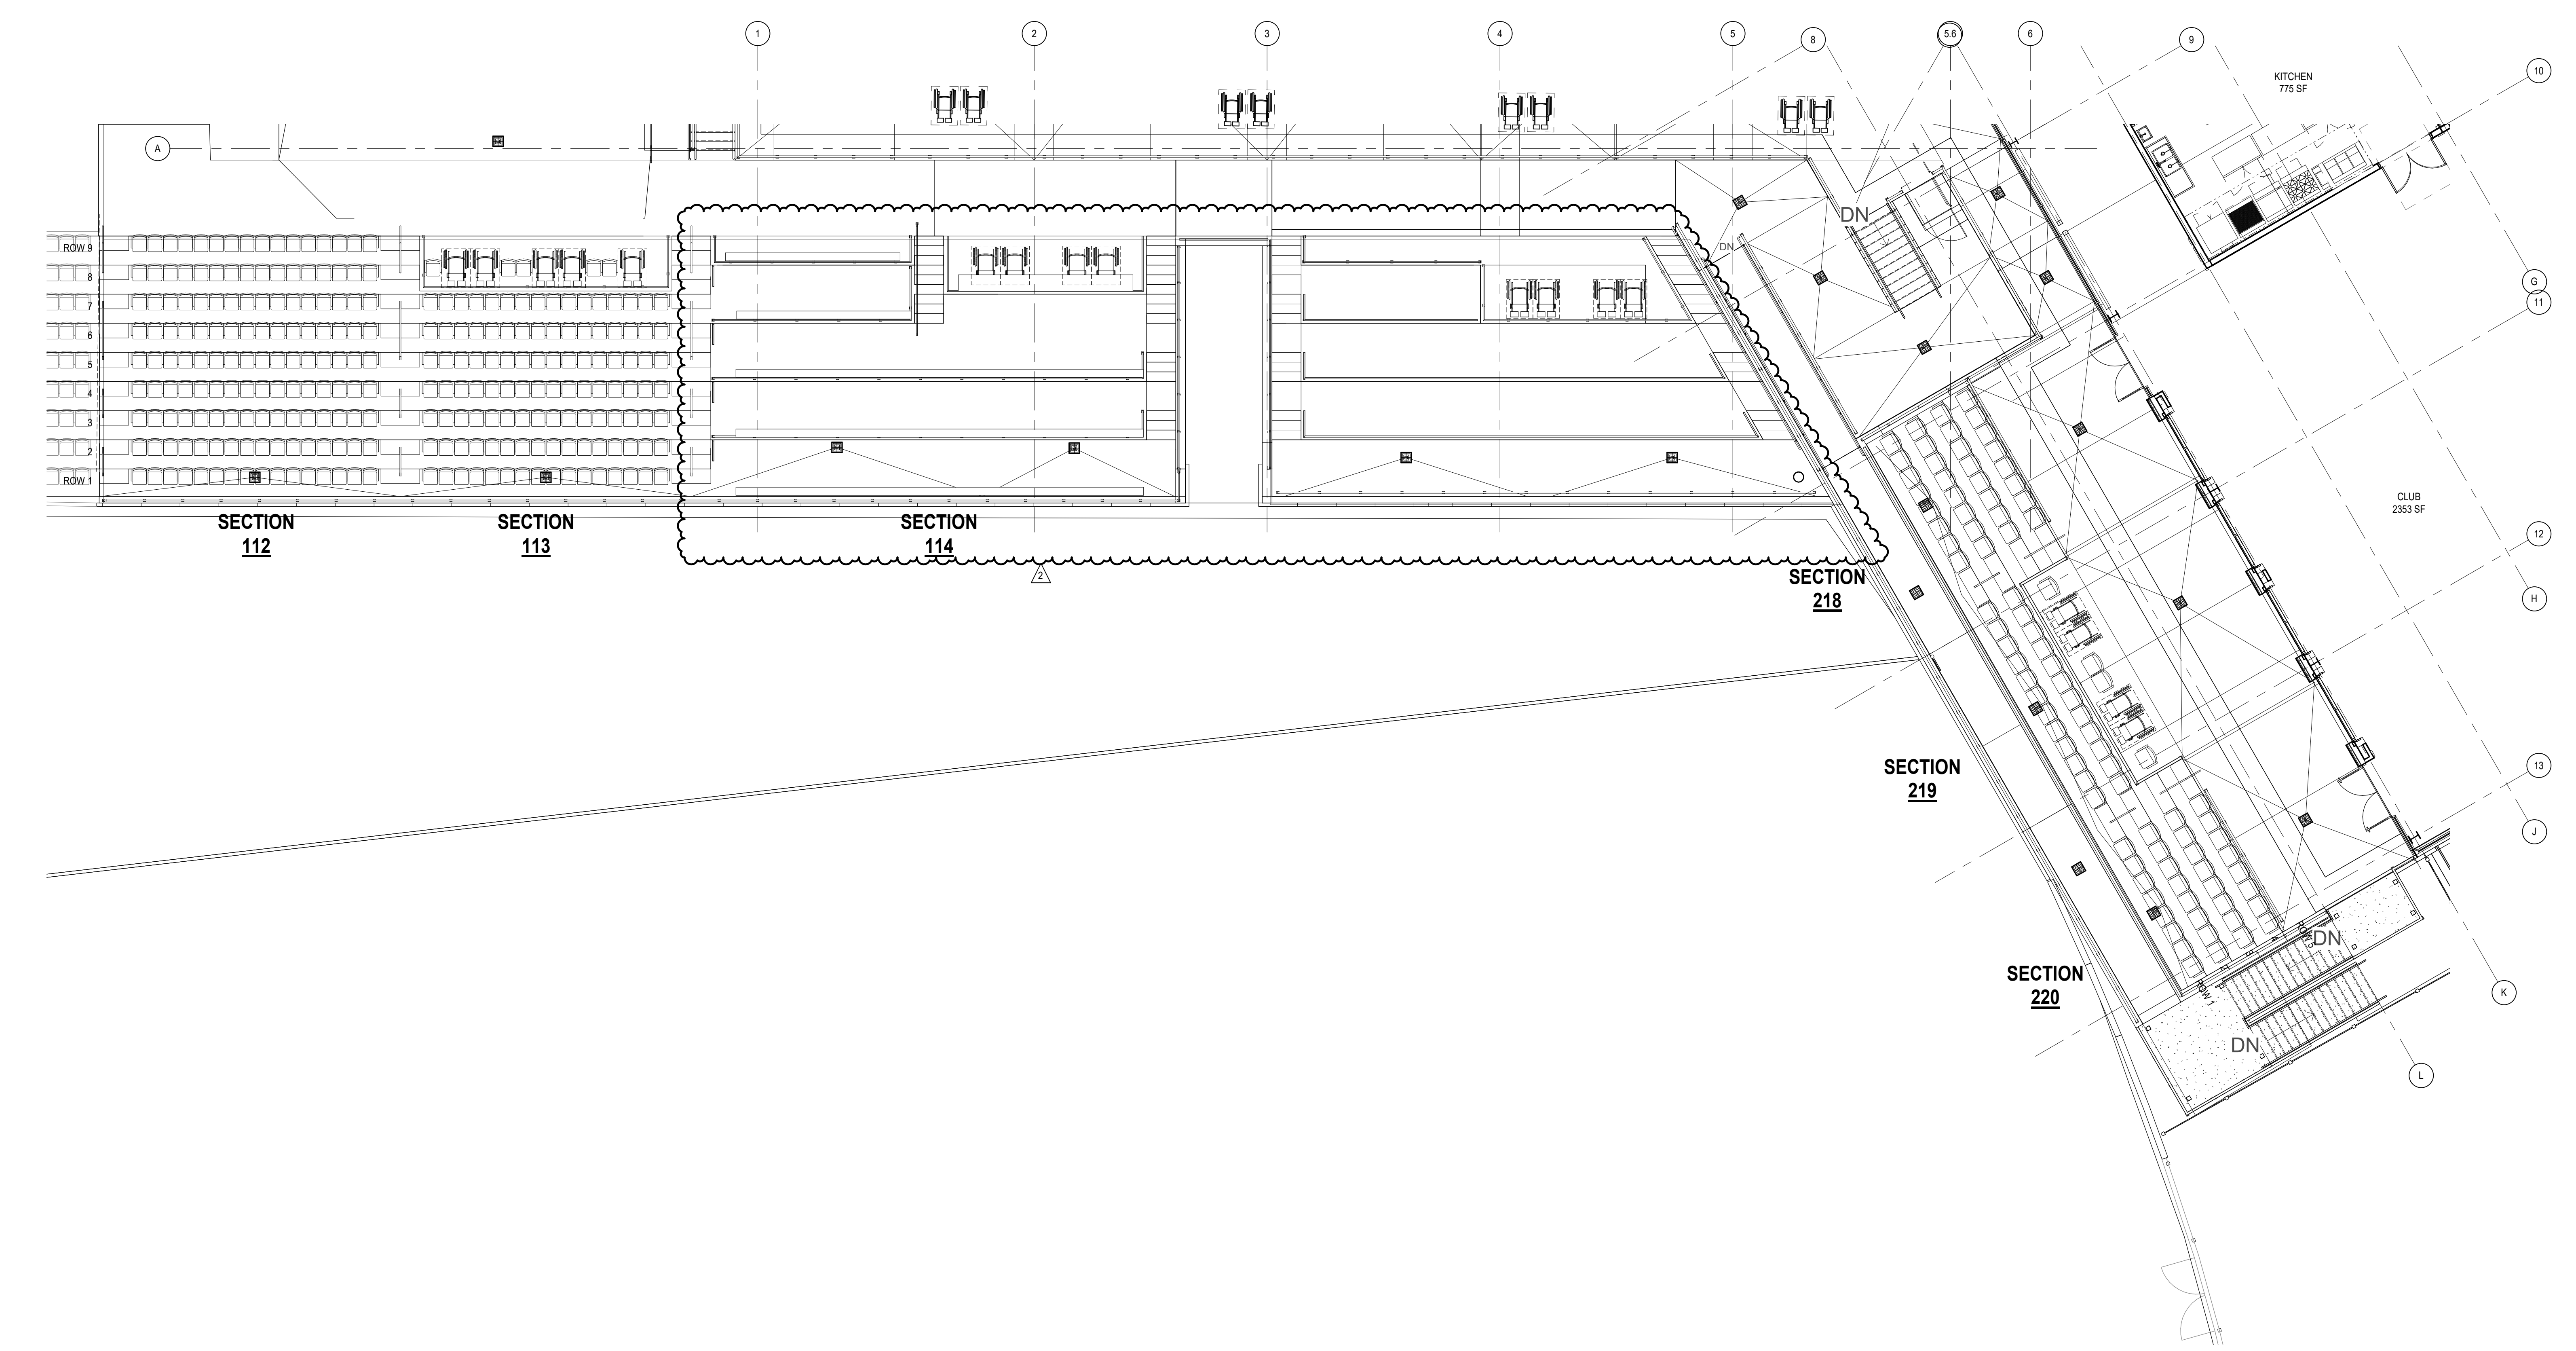 1
2
3
4
5
8
5.6
6
9
10
KITCHEN
775 SF
A
DN
DN
G
11
ROW 9
8
7
6
5
4
3
2
ROW 1
CLUB
2353 SF
SECTION
112
SECTION
113
SECTION
114
12
2
SECTION
218
H
SECTION
219
13
J
DN
SECTION
220
ROW 1
K
DN
L